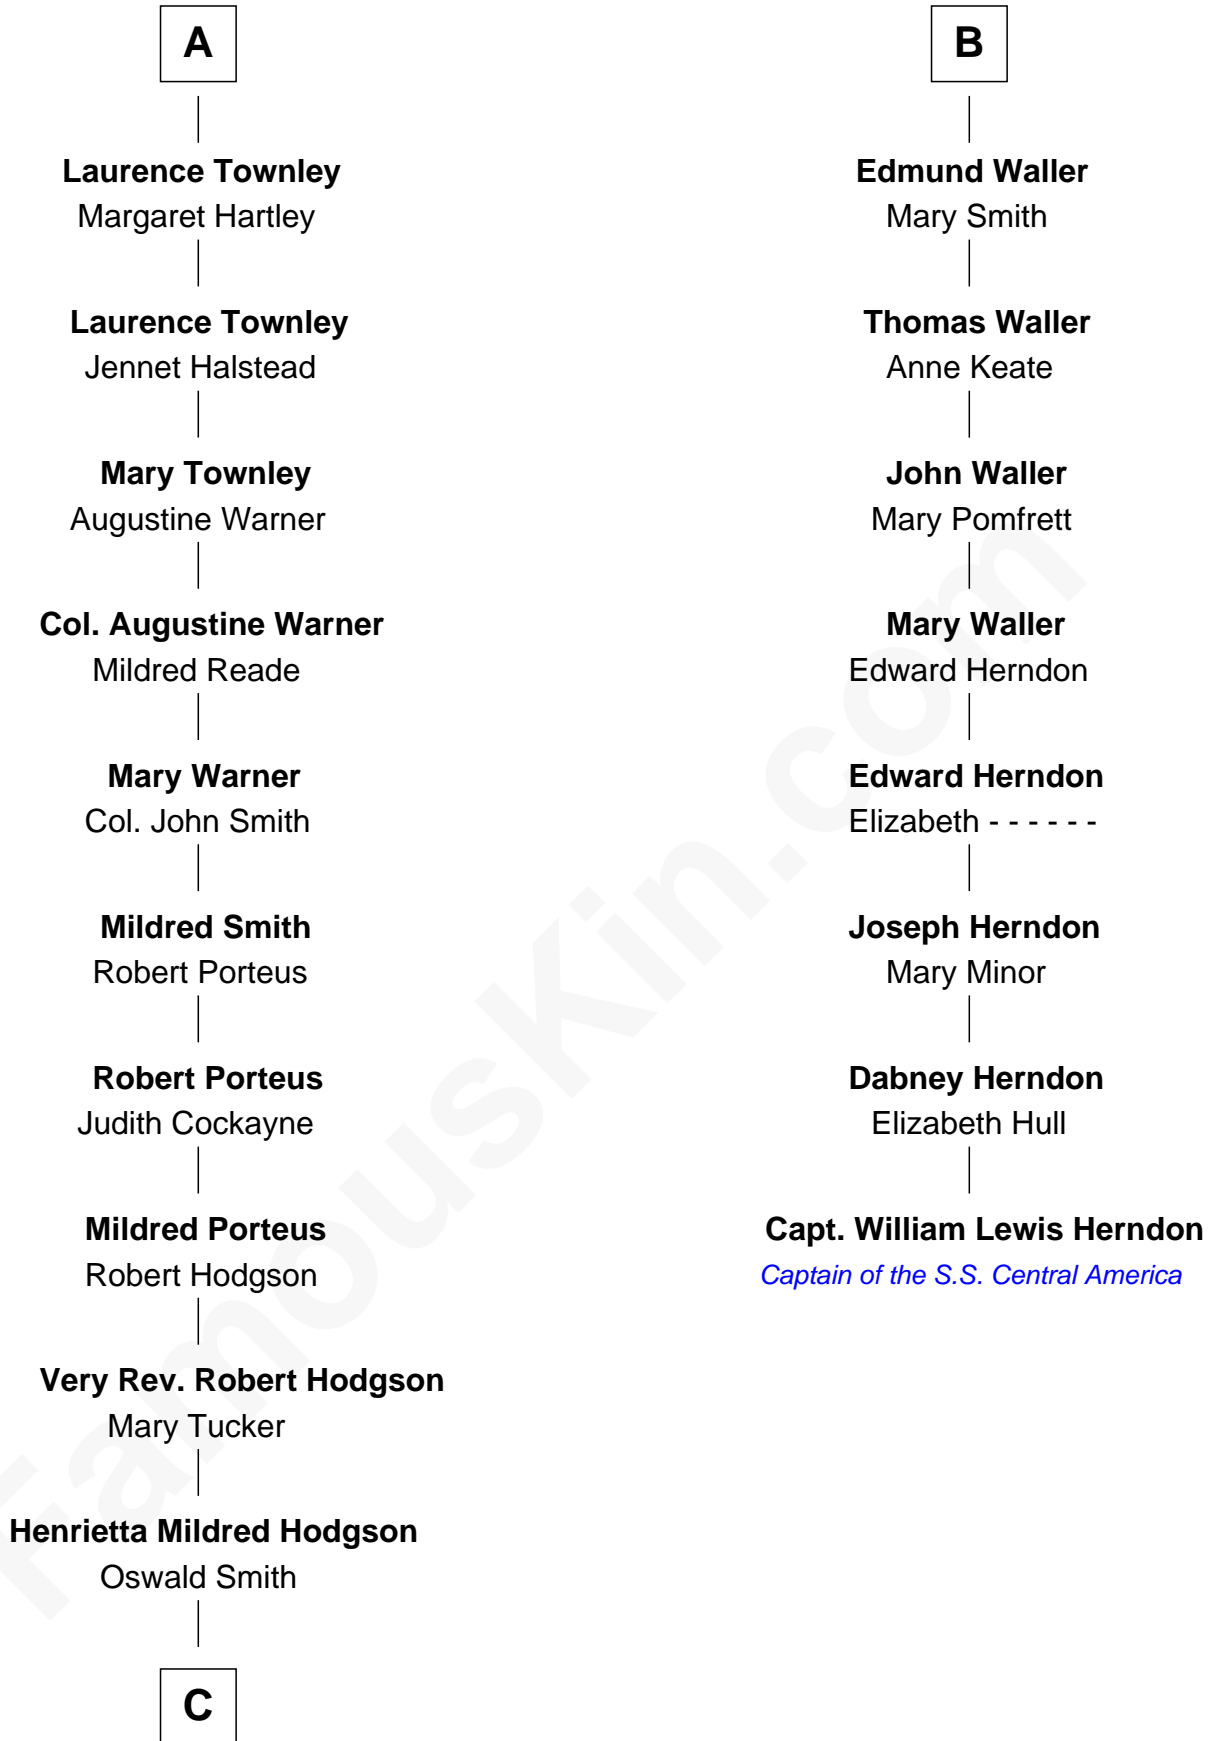 A
Laurence Townley
Margaret Hartley
Laurence Townley
Jennet Halstead
Mary Townley
Augustine Warner
Col. Augustine Warner
Mildred Reade
Mary Warner
Col. John Smith
Mildred Smith
Robert Porteus
Robert Porteus
Judith Cockayne
Mildred Porteus
Robert Hodgson
Very Rev. Robert Hodgson
Mary Tucker
Henrietta Mildred Hodgson
Oswald Smith
C
B
Edmund Waller
Mary Smith
Thomas Waller
Anne Keate
John Waller
Mary Pomfrett
Mary Waller
Edward Herndon
Edward Herndon
Elizabeth - - - - - -
Joseph Herndon
Mary Minor
Dabney Herndon
Elizabeth Hull
Capt. William Lewis Herndon
Captain of the S.S. Central America
FamousKin.com